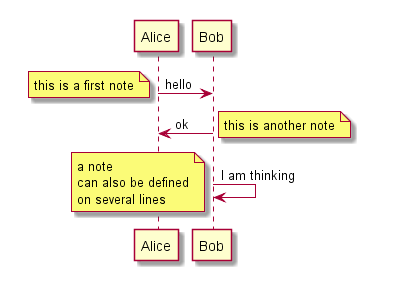 Alice
Bob
this is a first note
hello
ok
this is another note
a note
can also be defined
on several lines
I am thinking
Alice
Bob